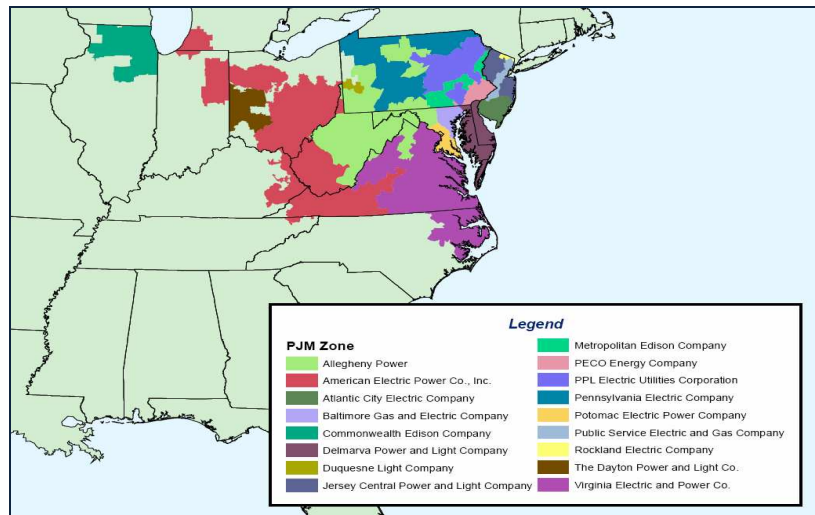 Legend
PJM Zone
Allegheny Power
American Electric Power Co., Inc.
Atlantic City Electric Company
Baltimore Gas and Electric Company
Commonwealth Edison Company
Delmarva Power and Light Company
Duquesne Light Company
Jersey Central Power and Light Company
Metropolitan Edison Company
PECO Energy Company
PPL Electric Utilities Corporation
Pennsylvania Electric Company
Potomac Electric Power Company
Public Service Electric and Gas Company
Rockland Electric Company
The Dayton Power and Light Co.
Virginia Electric and Power Co.